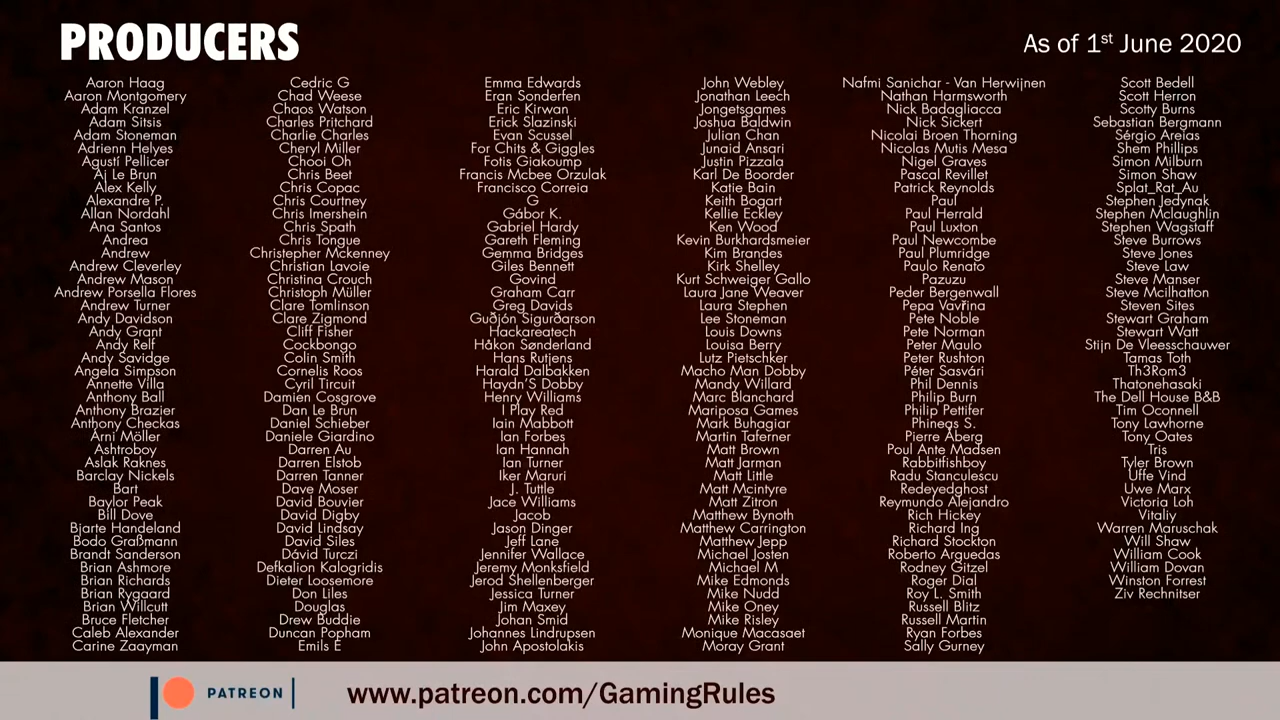 PRODUCERS
As of 1st June 2020
Aaron Haag
Aaron Montgomery
Adam Kranzel
Adam Sitsis
Adam Stoneman
Adrienn Helyes
Agustí Pellicer
Aj Le Brun
Alex Kelly
Alexandre P.
Allan Nordahl
Ana Santos
Andrea
Andrew
Andrew Cleverley
Andrew Mason
Andrew Porsella Flores
Andrew Turner
Andy Davidson
Andy Grant
Andy Relf
Andy Savidge
Angela Simpson
Annette Villa
Anthony Ball
Anthony Brazier
Anthony Checkas
Arni Möller
Ashtroboy
Aslak Raknes
Barclay Nickels
Bart
Baylor Peak
Bill Dove
Bjarte Handeland
Bodo Graßmann
Brandt Sanderson
Brian Ashmore
Brian Richards
Brian Rygaard
Brian Willcutt
Bruce Fletcher
Caleb Alexander
Carine Zaayman
Cedric G
Chad Weese
Chaos Watson
Charles Pritchard
Charlie Charles
Cheryl Miller
Chooi Oh
Chris Beet
Chris Copac
Chris Courtney
Chris Imershein
Chris Spath
Chris Tongue
Christepher Mckenney
Christian Lavoie
Christina Crouch
Christoph Müller
Clare Tomlinson
Clare Zigmond
Cliff Fisher
Cockbongo
Colin Smith
Cornelis Roos
Cyril Tircuit
Damien Cosgrove
Dan Le Brun
Daniel Schieber
Daniele Giardino
Darren Au
Darren Elstob
Darren Tanner
Dave Moser
David Bouvier
David Digby
David Lindsay
David Siles
Dávid Turczi
Defkalion Kalogridis
Dieter Loosemore
Don Liles
Douglas
Drew Buddie
Duncan Popham
Emils E
Emma Edwards
Eran Sonderfen
Eric Kirwan
Erick Slazinski
Evan Scussel
For Chits & Giggles
Fotis Giakoump
Francis Mcbee Orzulak
Francisco Correia
G
Gábor K.
Gabriel Hardy
Gareth Fleming
Gemma Bridges
Giles Bennett
Govind
Graham Carr
Greg Davids
Guðjón Sigurðarson
Hackareatech
Håkon Sønderland
Hans Rutjens
Harald Dalbakken
Haydn'S Dobby
Henry Williams
I Play Red
Iain Mabbott
Ian Forbes
Ian Hannah
Ian Turner
Iker Maruri
J. Tuttle
Jace Williams
Jacob
Jason Dinger
Jeff Lane
Jennifer Wallace
Jeremy Monksfield
Jerod Shellenberger
Jessica Turner
Jim Maxey
Johan Smid
Johannes Lindrupsen
John Apostolakis
John Webley
Jonathan Leech
Jongetsgames
Joshua Baldwin
Julian Chan
Junaid Ansari
Justin Pizzala
Karl De Boorder
Katie Bain
Keith Bogart
Kellie Eckley
Ken Wood
Kevin Burkhardsmeier
Kim Brandes
Kirk Shelley
Kurt Schweiger Gallo
Laura Jane Weaver
Laura Stephen
Lee Stoneman
Louis Downs
Louisa Berry
Lutz Pietschker
Macho Man Dobby
Mandy Willard
Marc Blanchard
Mariposa Games
Mark Buhagiar
Martin Taferner
Matt Brown
Matt Jarman
Matt Little
Matt Mcintyre
Matt Zitron
Matthew Bynoth
Matthew Carrington
Matthew Jepp
Michael Josten
Michael M
Mike Edmonds
Mike Nudd
Mike Oney
Mike Risley
Monique Macasaet
Moray Grant
Nafmi Sanichar - Van Herwijnen
Nathan Harmsworth
Nick Badagliacca
Nick Sickert
Nicolai Broen Thorning
Nicolas Mutis Mesa
Nigel Graves
Pascal Revillet
Patrick Reynolds
Paul
Paul Herrald
Paul Luxton
Paul Newcombe
Paul Plumridge
Paulo Renato
Pazuzu
Peder Bergenwall
Pepa Vavřina
Pete Noble
Pete Norman
Peter Maulo
Peter Rushton
Péter Sasvári
Phil Dennis
Philip Burn
Philip Pettifer
Phineas S.
Pierre Åberg
Poul Ante Madsen
Rabbitfishboy
Radu Stanculescu
Redeyedghost
Reymundo Alejandro
Rich Hickey
Richard Ing
Richard Stockton
Roberto Arguedas
Rodney Gitzel
Roger Dial
Roy L. Smith
Russell Blitz
Russell Martin
Ryan Forbes
Sally Gurney
Scott Bedell
Scott Herron
Scotty Burns
Sebastian Bergmann
Sérgio Areias
Shem Phillips
Simon Milburn
Simon Shaw
Splat_Rat_Au
Stephen Jedynak
Stephen Mclaughlin
Stephen Wagstaff
Steve Burrows
Steve Jones
Steve Law
Steve Manser
Steve Mcilhatton
Steven Sites
Stewart Graham
Stewart Watt
Stijn De Vleesschauwer
Tamas Toth
Th3Rom3
Thatonehasaki
The Dell House B&B
Tim Oconnell
Tony Lawhorne
Tony Oates
Tris
Tyler Brown
Uffe Vind
Uwe Marx
Victoria Loh
Vitaliy
Warren Maruschak
Will Shaw
William Cook
William Dovan
Winston Forrest
Ziv Rechnitser
PATREON
www.patreon.com/GamingRules